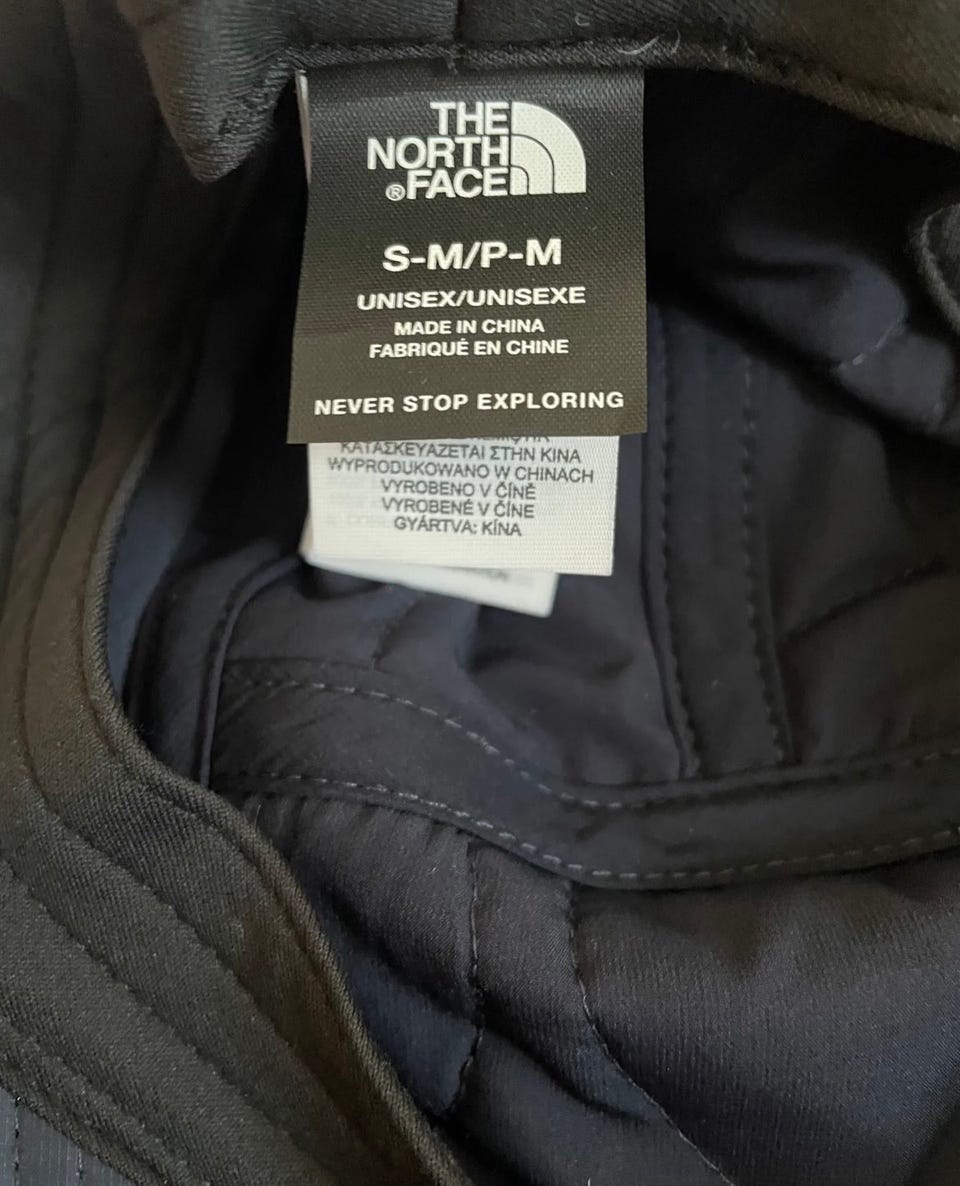 THE
NORTH
®FACE
S-M/P-M
UNISEX/UNISEXE
MADE IN CHINA
FABRIQUÉ EN CHINE
NEVER STOP EXPLORING
ΚΑΤΑΣΚΕΥΑΖΕΤΑΙ ΣΤΗΝ ΚΙΝΑ
WYPRODUKOWANO W CHINACH
VYROBENO V ČÍNĚ
VYROBENÉ V ČÍNE
GYÁRTVA: KÍNA